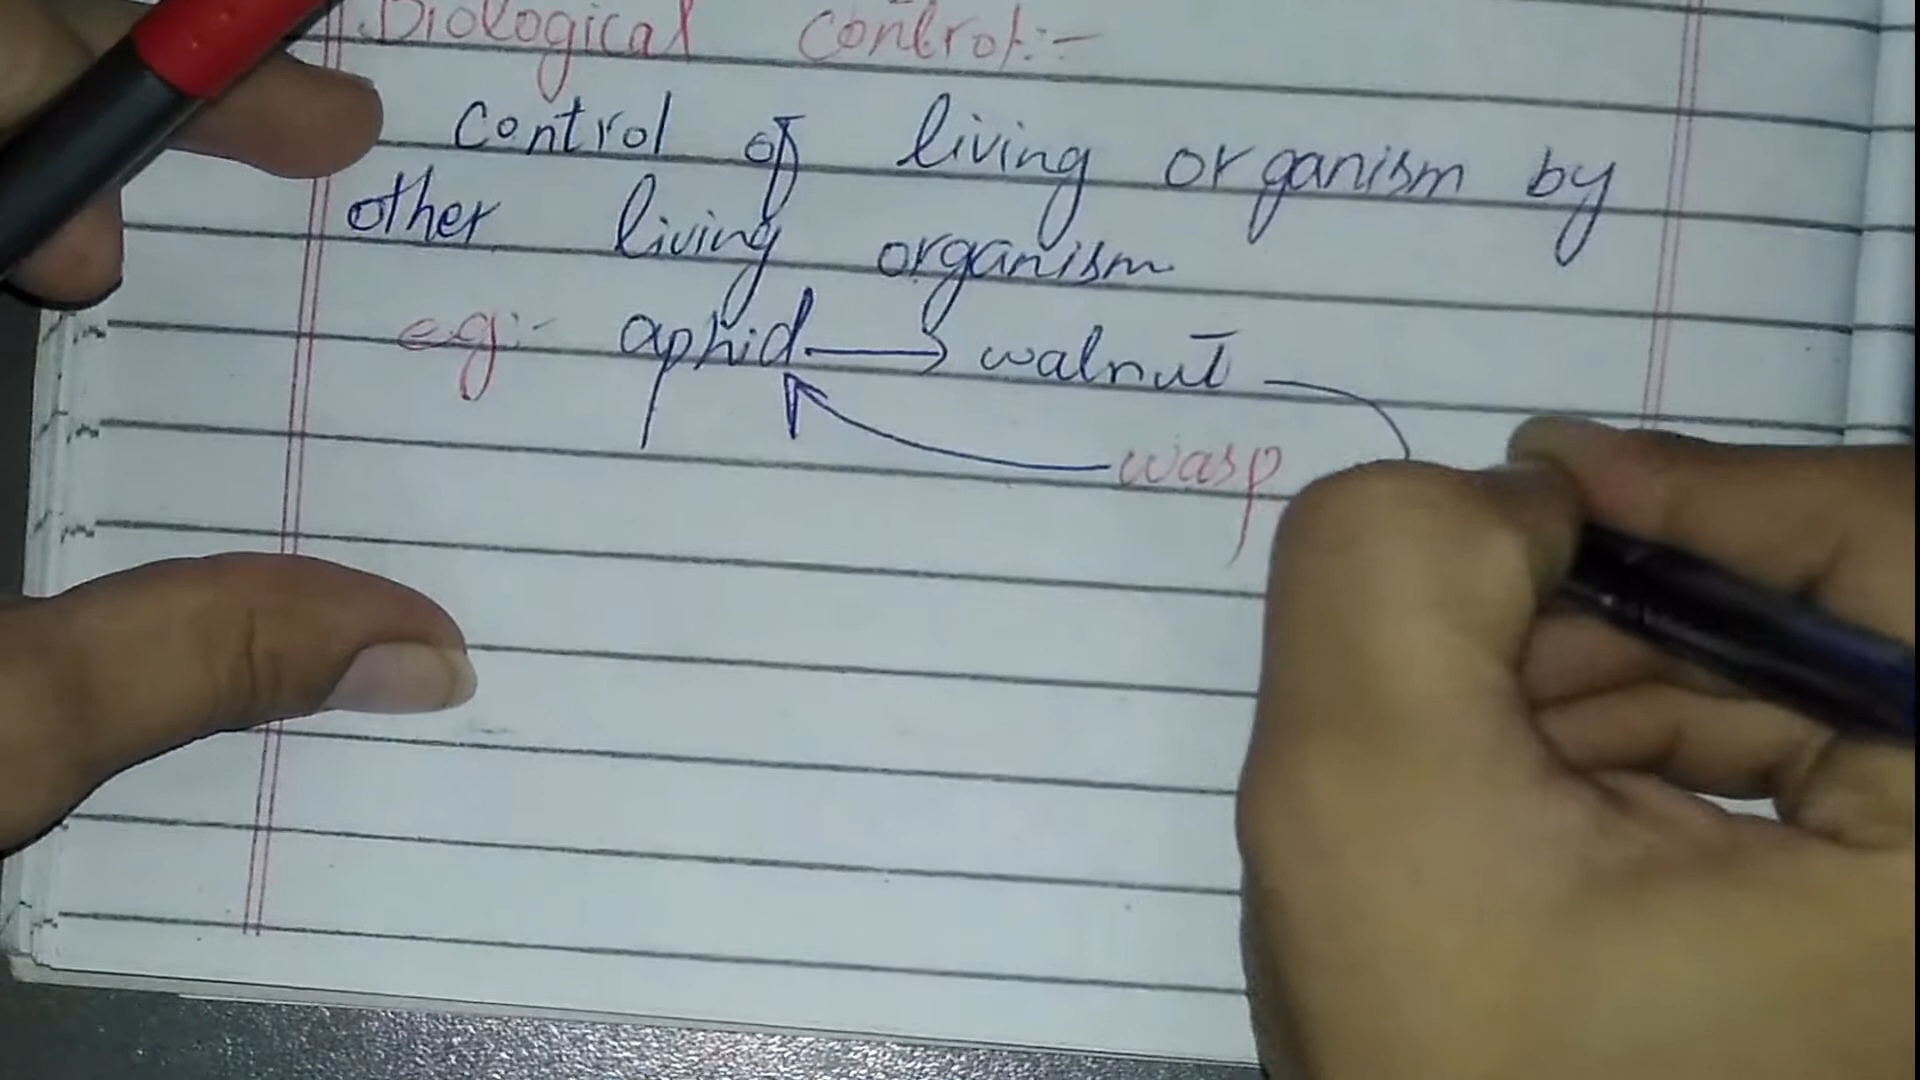 Biological control:-
control of living organism by
other living organism
eg:- aphid → walnut
wasp